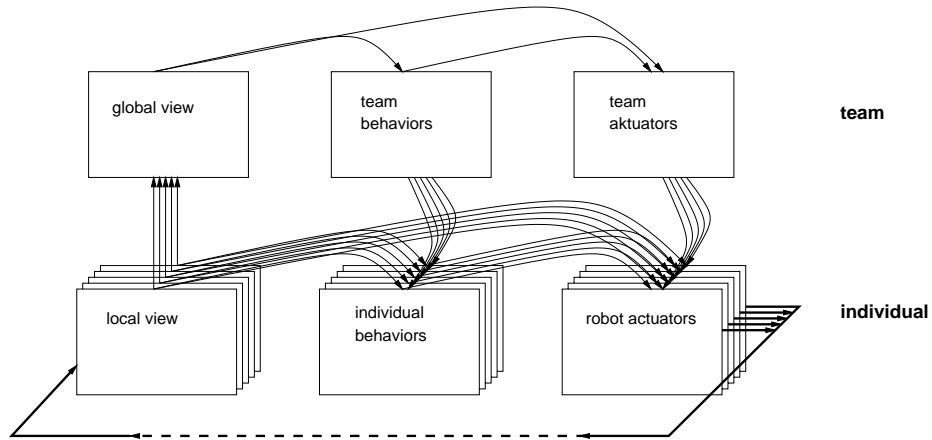 global view
team
behaviors
team
aktuators
team
local view
individual
behaviors
robot actuators
individual